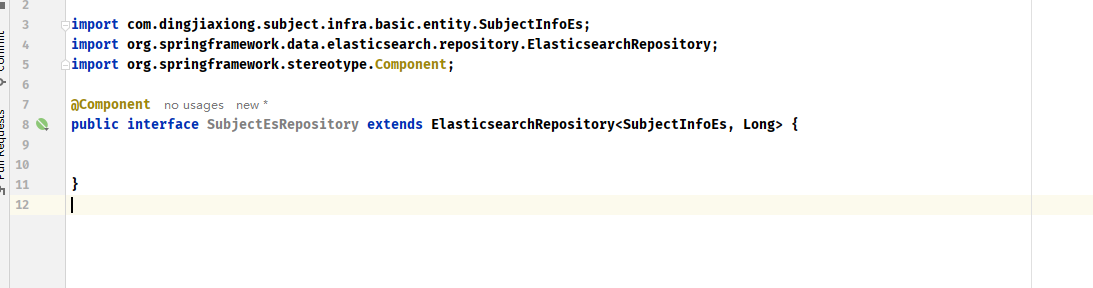 2
3 import com.dingjiaxiong.subject.infra.basic.entity.SubjectInfoEs;
4 import org.springframework.data.elasticsearch.repository.ElasticsearchRepository;
5 import org.springframework.stereotype.Component;
6
7 @Component no usages new *
8 public interface SubjectEsRepository extends ElasticsearchRepository<SubjectInfoEs, Long> {
9
10
11 }
12
Commit
Pull Requests